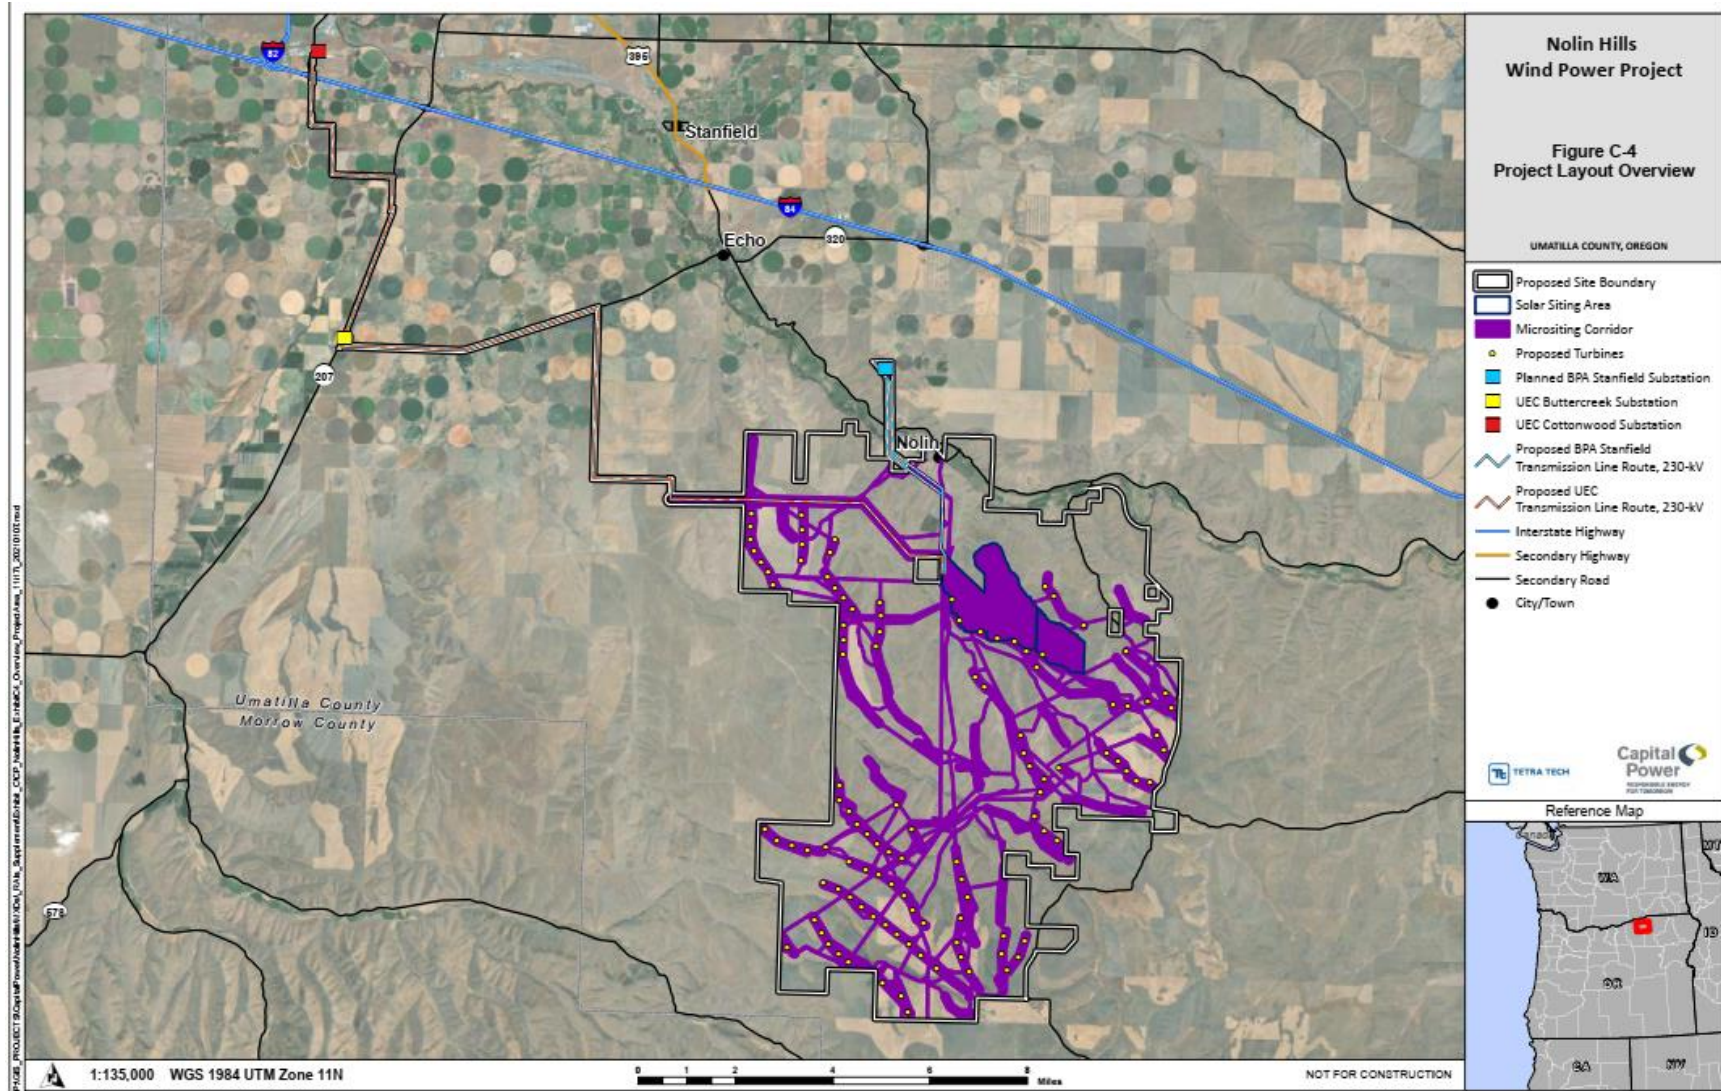 Nolin Hills
Wind Power Project
Figure C-4
Project Layout Overview
UMATILLA COUNTY, OREGON
Proposed Site Boundary
Solar Siting Area
Micrositing Corridor
Proposed Turbines
Planned BPA Stanfield Substation
UEC Buttercreek Substation
UEC Cottonwood Substation
Proposed BPA Stanfield
Transmission Line Route, 230-kV
Proposed UEC
Transmission Line Route, 230-kV
Interstate Highway
Secondary Highway
Secondary Road
City/Town
TETRA TECH
Capital
Power
RESPONSIBLE ENERGY
FOR TOMORROW
Reference Map
Canada
WA
MT
OR
ID
CA
NV
82
395
Stanfield
84
Echo
320
207
Nolin
Umatilla County
Morrow County
1:135,000 WGS 1984 UTM Zone 11N
0 1 2 4 6 8
Miles
NOT FOR CONSTRUCTION